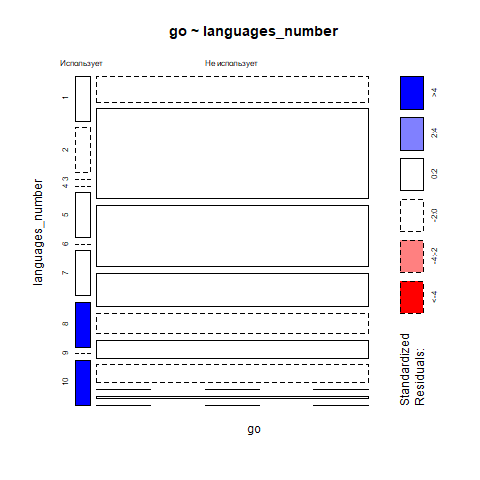 go ~ languages_number
Использует
Не использует
1
2
3
4
5
6
7
8
9
10
languages_number
go
>4
2:4
0:2
-2:0
-4:-2
<-4
Standardized
Residuals: